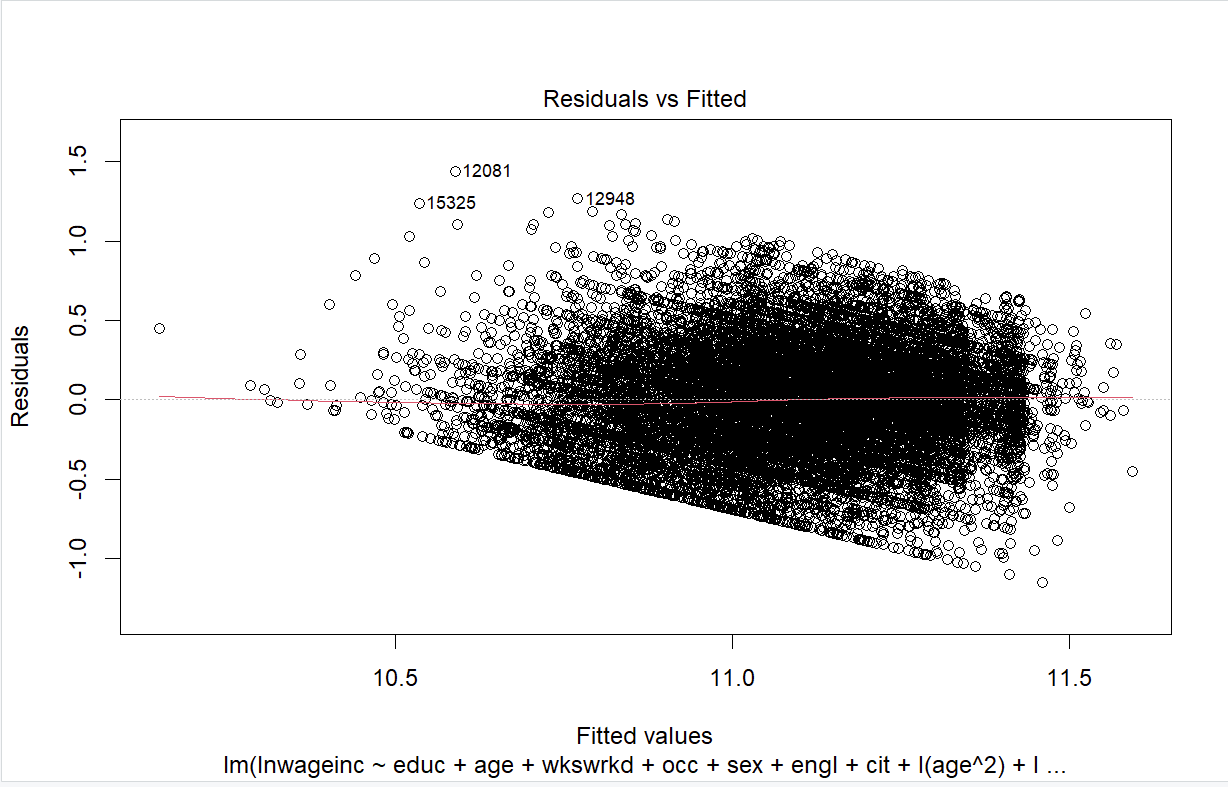 Residuals vs Fitted
12081
15325
12948
Residuals
1.5
1.0
0.5
0.0
-0.5
-1.0
10.5 11.0 11.5
Fitted values
lm(lnwageinc ~ educ + age + wkswrkd + occ + sex + engl + cit + I(age^2) + I ...